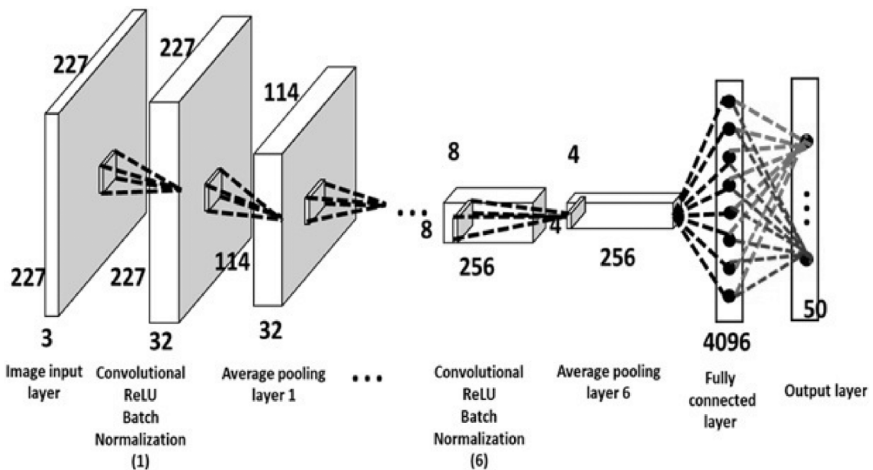 227
227
114
227
227
114
3
32
32
8
4
8
4
256
256
4096
50
Image input
layer
Convolutional
ReLU
Batch
Normalization
(1)
Average pooling
layer 1
Convolutional
ReLU
Batch
Normalization
(6)
Average pooling
layer 6
Fully
connected
layer
Output layer